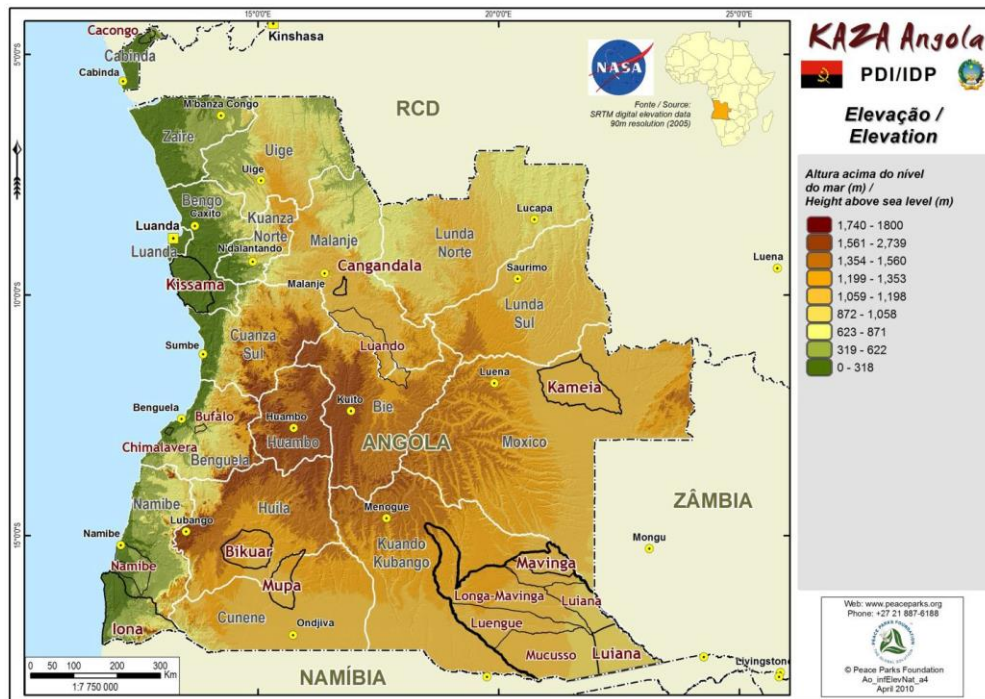 15°0'0"E
20°0'0"E
25°0'0"E
5°0'0"S
10°0'0"S
15°0'0"S
Cacongo
Cabinda
Cabinda
Kinshasa
NASA
Fonte / Source:
SRTM digital elevation data
90m resolution (2005)
RCD
M'banza Congo
Zaire
Uige
Uige
Bengo
Caxito
Kuanza
Norte
Luanda
Luanda
N'dalantando
Malanje
Malanje
Cangandala
Lunda
Norte
Lucapa
Saurimo
Lunda
Sul
Luena
Kissama
Cuanza
Sul
Sumbe
Luando
Luena
Kameia
Benguela
Bufalo
Huambo
Huambo
Kuito
Bie
ANGOLA
Moxico
Chimalavera
Benguela
Namibe
Huila
Lubango
Menogue
Kuando
Kubango
ZÂMBIA
Mongu
Namibe
Namibe
Bikuar
Mupa
Mavinga
Longa-Mavinga
Luiana
Luengue
Iona
Cunene
Ondjiva
Mucusso
Luiana
Livingstone
NAMÍBIA
0 50 100 200 300
Km
1:7 750 000
KAZA Angola
PDI/IDP
Elevação /
Elevation
Altura acima do nível
do mar (m) /
Height above sea level (m)
1,740 - 1800
1,561 - 2,739
1,354 - 1,560
1,199 - 1,353
1,059 - 1,198
872 - 1,058
623 - 871
319 - 622
0 - 318
Web: www.peaceparks.org
Phone: +27 21 887-6188
PEACE PARKS FOUNDATION
THE GLOBAL SOLUTION
© Peace Parks Foundation
Ao_infElevNat_a4
April 2010